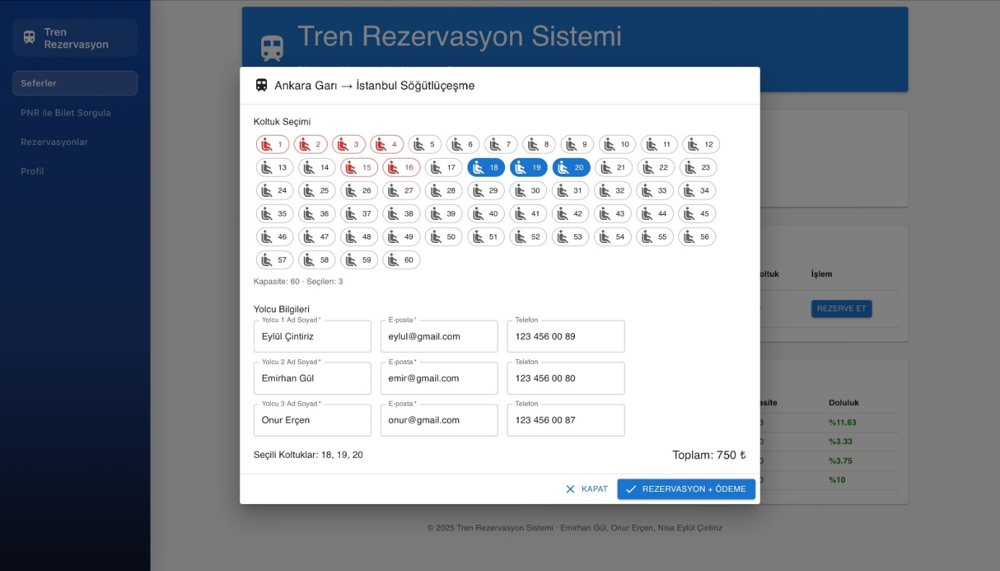 Tren
Rezervasyon
Seferler
PNR ile Bilet Sorgula
Rezervasyonlar
Profil
Tren Rezervasyon Sistemi
Ankara Garı → İstanbul Söğütlüçeşme
Koltuk Seçimi
1 2 3 4 5 6 7 8 9 10 11 12
13 14 15 16 17 18 19 20 21 22 23
24 25 26 27 28 29 30 31 32 33 34
35 36 37 38 39 40 41 42 43 44 45
46 47 48 49 50 51 52 53 54 55 56
57 58 59 60
Kapasite: 60 · Seçilen: 3
Yolcu Bilgileri
Yolcu 1 Ad Soyad * E-posta * Telefon
Eylül Çintiriz eylul@gmail.com 123 456 00 89
Yolcu 2 Ad Soyad * E-posta * Telefon
Emirhan Gül emir@gmail.com 123 456 00 80
Yolcu 3 Ad Soyad * E-posta * Telefon
Onur Erçen onur@gmail.com 123 456 00 87
Seçili Koltuklar: 18, 19, 20 Toplam: 750 ₺
KAPAT REZERVASYON + ÖDEME
oltuk İşlem
REZERVE ET
asite Doluluk
%11.63
%3.33
%3.75
%10
© 2025 Tren Rezervasyon Sistemi · Emirhan Gül, Onur Erçen, Nisa Eylül Çintiriz